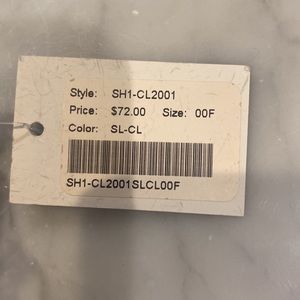 Style: SH1-CL2001
Price: $72.00 Size: 00F
Color: SL-CL
SH1-CL2001SLCL00F